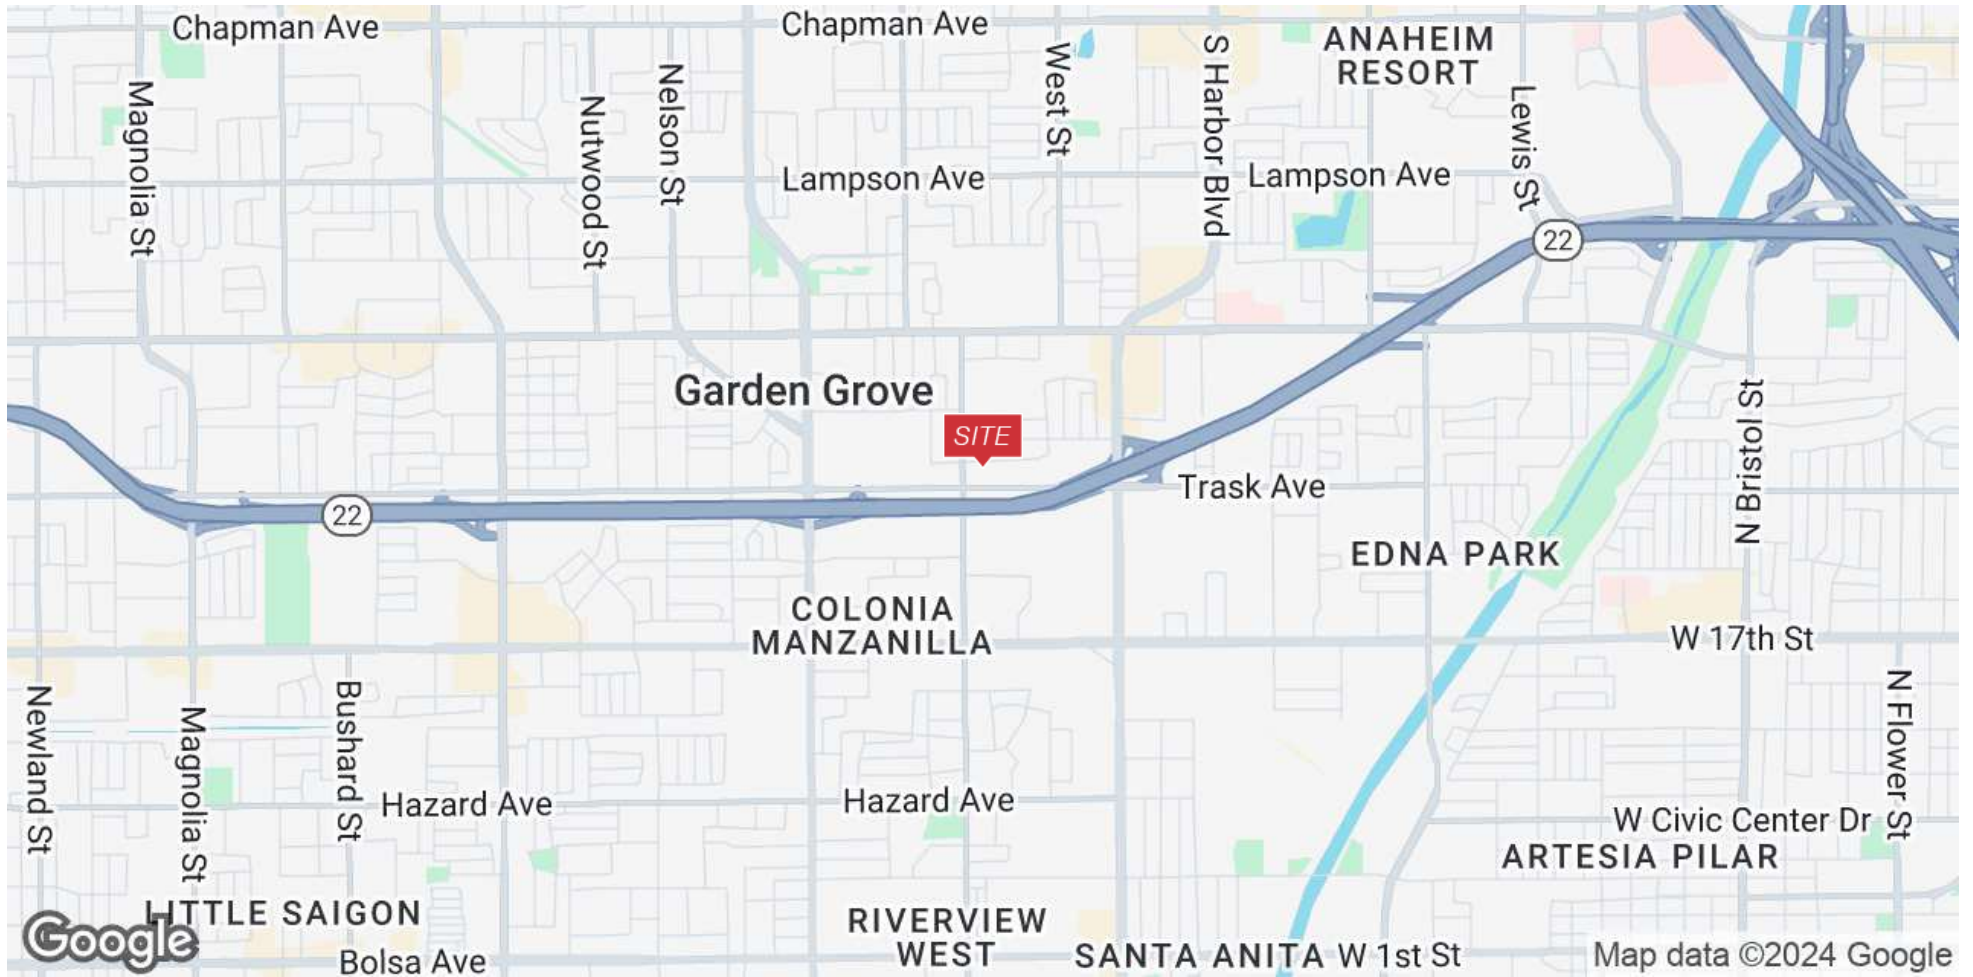 Chapman Ave
Chapman Ave
ANAHEIM
RESORT
Magnolia St
Nutwood St
Nelson St
West St
S Harbor Blvd
Lewis St
Lampson Ave
Lampson Ave
22
Garden Grove
SITE
Trask Ave
22
N Bristol St
EDNA PARK
COLONIA
MANZANILLA
W 17th St
Newland St
Magnolia St
Bushard St
N Flower St
Hazard Ave
Hazard Ave
W Civic Center Dr
ARTESIA PILAR
LITTLE SAIGON
RIVERVIEW
WEST
SANTA ANITA
W 1st St
Bolsa Ave
Google
Map data ©2024 Google